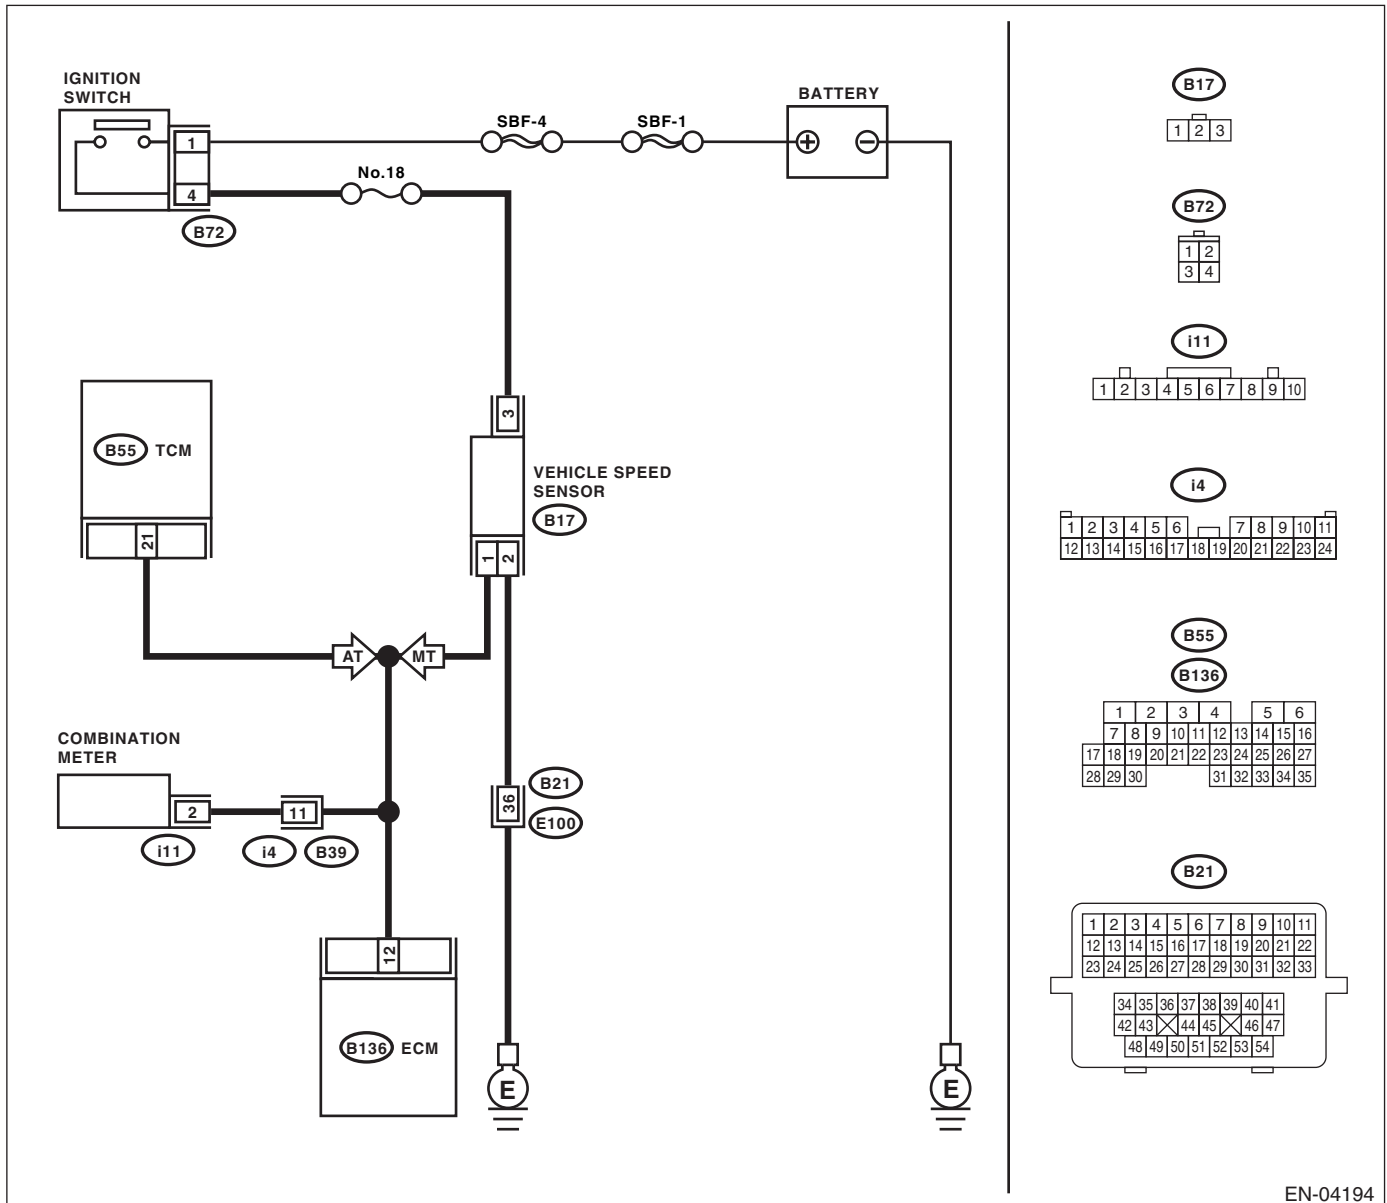 IGNITION
SWITCH
BATTERY
SBF-4
SBF-1
1
No.18
4
B72
3
B55 TCM
VEHICLE SPEED
SENSOR
B17
21
1 2
AT
MT
COMBINATION
METER
2
11
36
B21
E100
i11
i4
B39
12
B136 ECM
E
E
B17
1 2 3
B72
1 2
3 4
i11
1 2 3 4 5 6 7 8 9 10
i4
1 2 3 4 5 6 7 8 9 10 11
12 13 14 15 16 17 18 19 20 21 22 23 24
B55
B136
1 2 3 4 5 6
7 8 9 10 11 12 13 14 15 16
17 18 19 20 21 22 23 24 25 26 27
28 29 30 31 32 33 34 35
B21
1 2 3 4 5 6 7 8 9 10 11
12 13 14 15 16 17 18 19 20 21 22
23 24 25 26 27 28 29 30 31 32 33
34 35 36 37 38 39 40 41
42 43 44 45 46 47
48 49 50 51 52 53 54
EN-04194